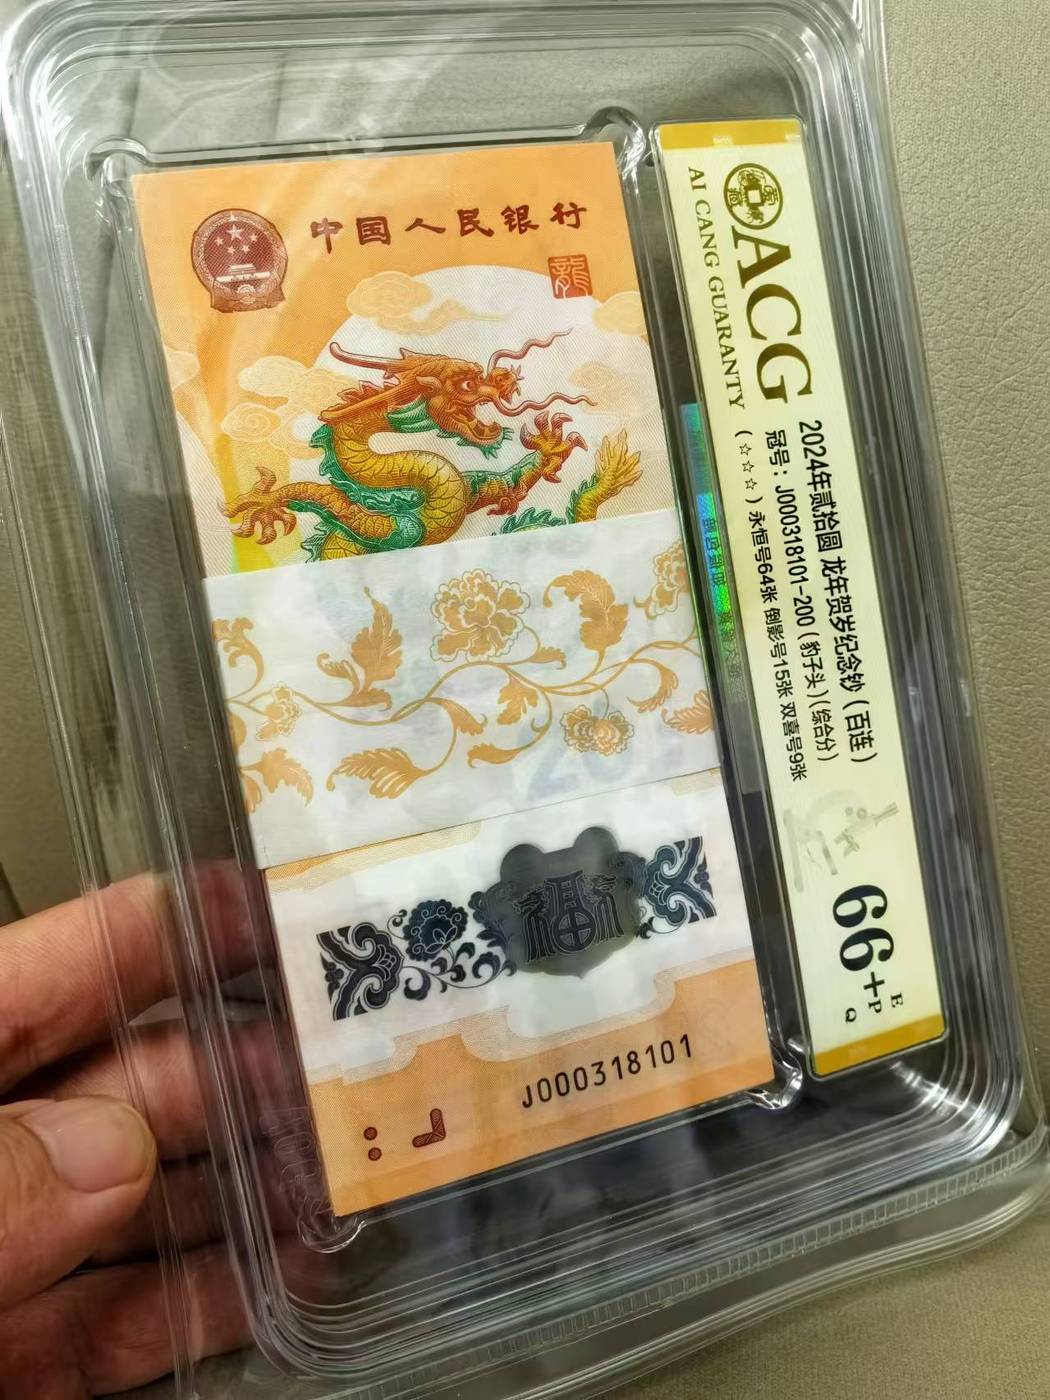 中国人民银行
龍
福
J000318101
ACG
AI CANG GUARANTY
2024年贰拾圆 龙年贺岁纪念钞（百连）
冠号：J000318101-200（豹子头）（综合分）
（☆☆☆）永恒号64张 倒影号15张 双喜号9张
66+
E
P
Q